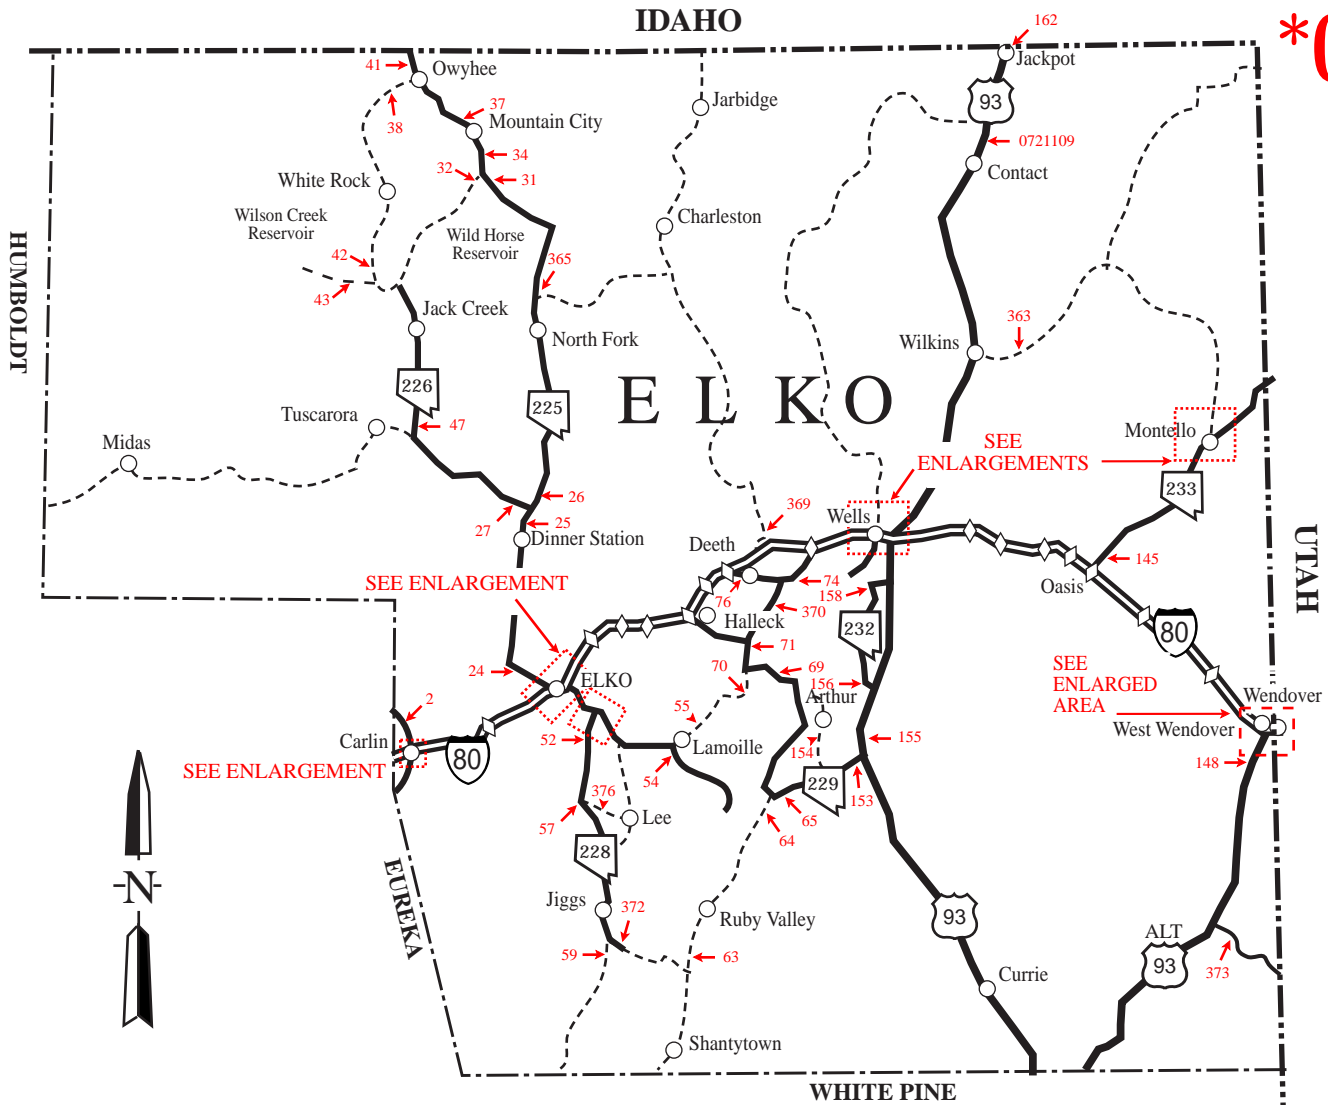 IDAHO
*0
162
41
Owyhee
Jackpot
93
37
38
Mountain City
Jarbidge
34
0721109
32
31
Contact
White Rock
Wilson Creek
Reservoir
Charleston
Wild Horse
Reservoir
HUMBOLDT
42
365
43
Jack Creek
North Fork
363
Wilkins
226
225
ELKO
Tuscarora
47
Midas
Montello
SEE
ENLARGEMENTS
233
26
27
25
369
Wells
Dinner Station
Deeth
UTAH
145
Oasis
SEE ENLARGEMENT
76
74
158
370
Halleck
232
80
71
24
70
69
156
ELKO
Arthur
SEE
ENLARGED
AREA
Wendover
West Wendover
2
55
Carlin
52
Lamoille
154
155
80
SEE ENLARGEMENT
54
148
376
229
153
57
Lee
65
64
228
N
EUREKA
Jiggs
372
Ruby Valley
93
ALT
59
63
93
373
Currie
Shantytown
WHITE PINE